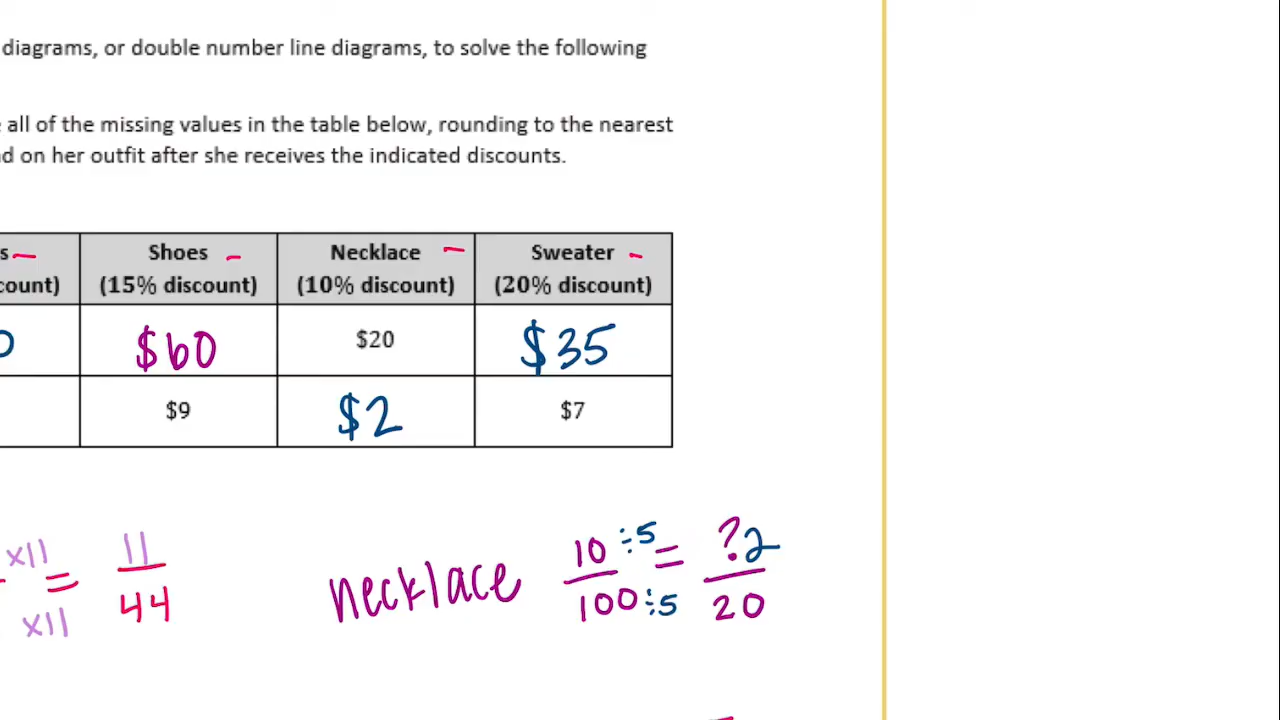 diagrams, or double number line diagrams, to solve the following
all of the missing values in the table below, rounding to the nearest
d on her outfit after she receives the indicated discounts.
s – Shoes – Necklace – Sweater –
count) (15% discount) (10% discount) (20% discount)
0 $60 $20 $35
$9 $2 $7
x11 11 10 ÷5 ? 2
= necklace =
x11 44 100 ÷5 20